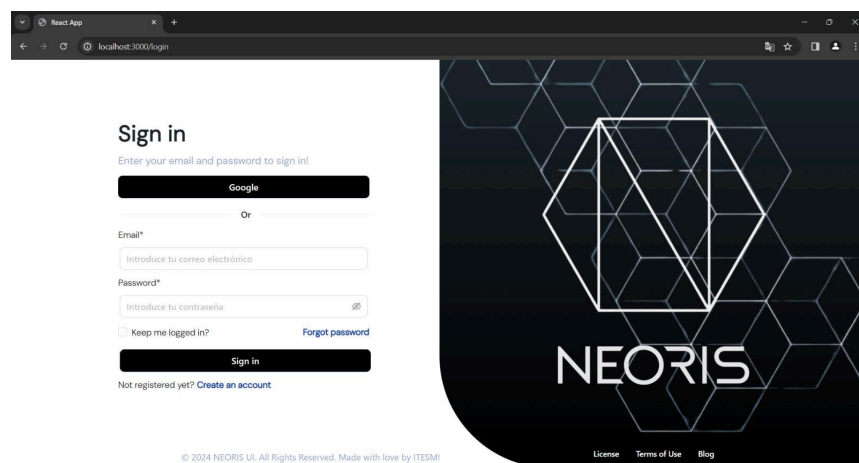 React App
localhost:3000/login
Sign in
Enter your email and password to sign in!
Google
Or
Email*
Introduce tu correo electrónico
Password*
Introduce tu contraseña
Keep me logged in?
Forgot password
Sign in
Not registered yet? Create an account
© 2024 NEORIS UI. All Rights Reserved. Made with love by ITESM!
NEORIS
License
Terms of Use
Blog